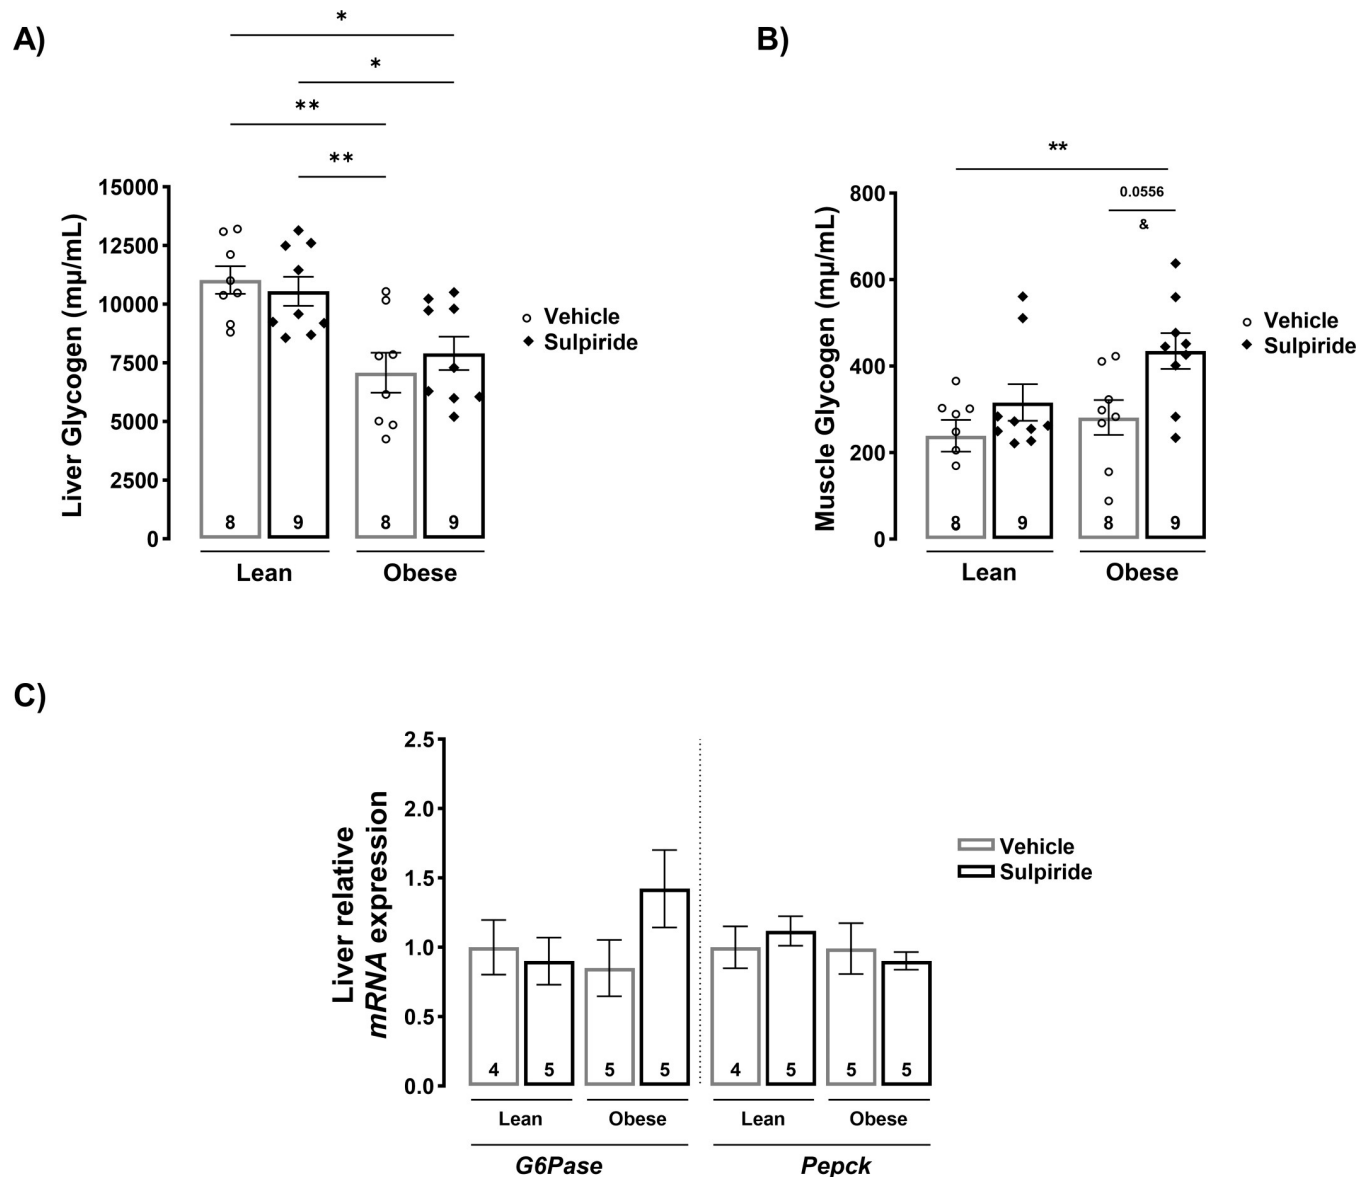 A)
*
*
**
**
15000
12500
10000
7500
5000
2500
0
Liver Glycogen (mµ/mL)
8
9
8
9
Lean
Obese
Vehicle
Sulpiride
B)
**
0.0556
&
800
600
400
200
0
Muscle Glycogen (mµ/mL)
8
9
8
9
Lean
Obese
Vehicle
Sulpiride
C)
2.5
2.0
1.5
1.0
0.5
0.0
Liver relative
mRNA expression
4
5
5
5
4
5
5
5
Lean
Obese
Lean
Obese
G6Pase
Pepck
Vehicle
Sulpiride